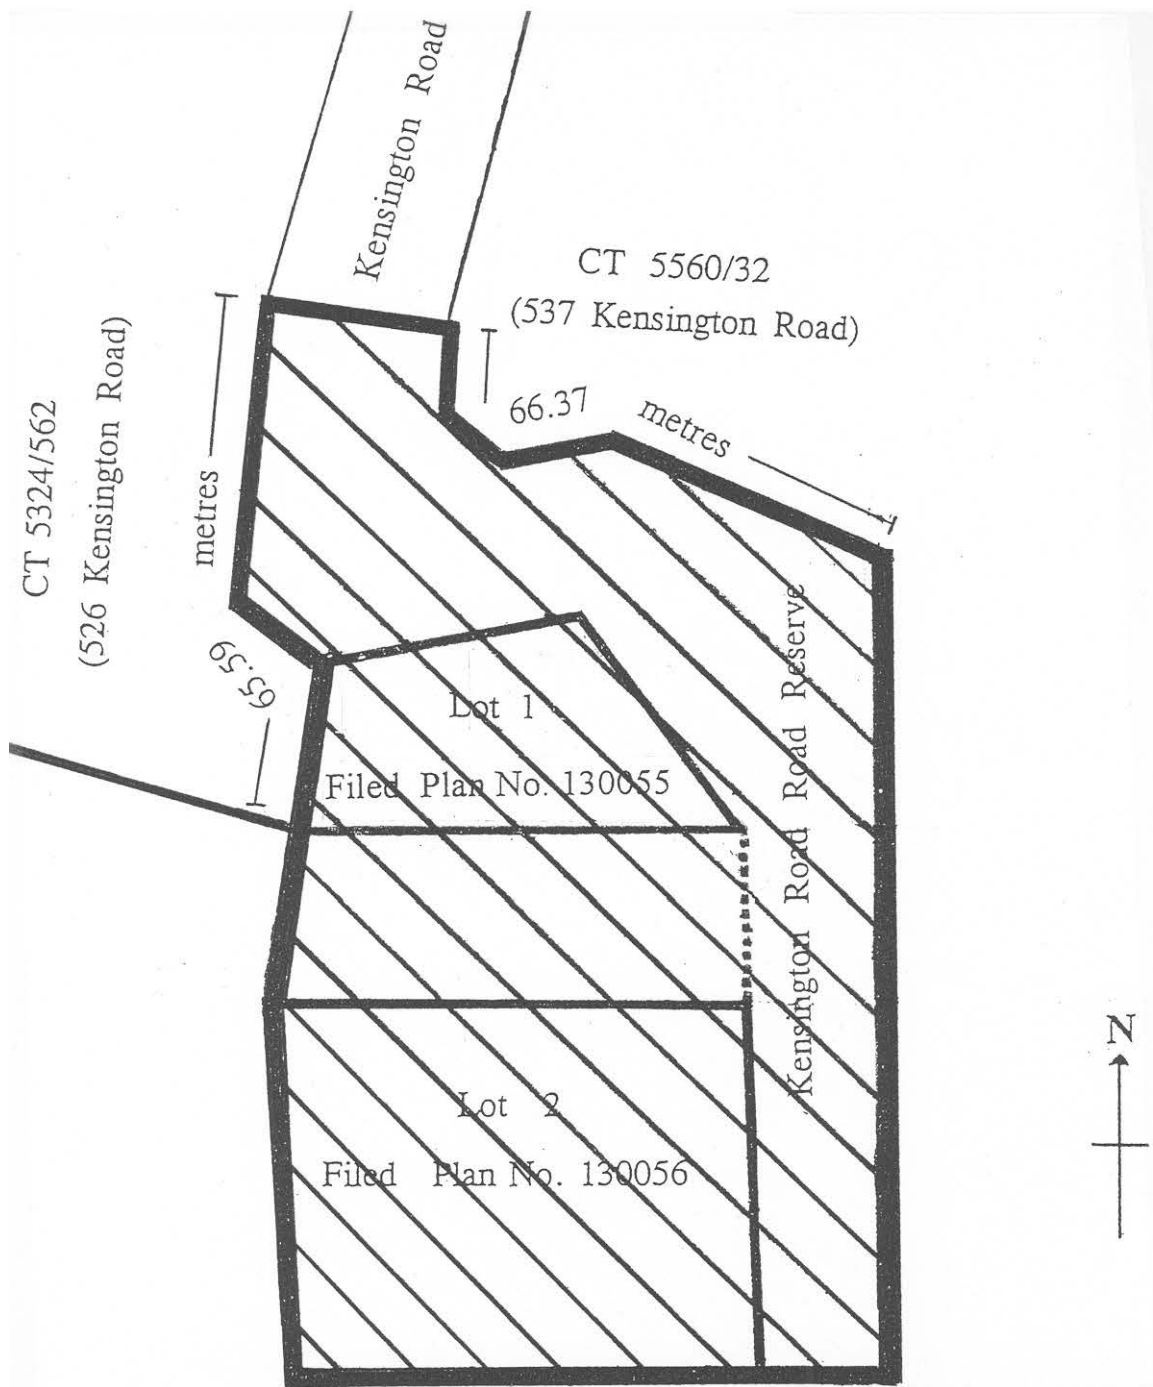 Kensington Road
CT 5560/32
(537 Kensington Road)
66.37 metres
CT 5324/562
(526 Kensington Road)
65.59 metres
Lot 1
Filed Plan No. 130055
Kensington Road Road Reserve
Lot 2
Filed Plan No. 130056
N